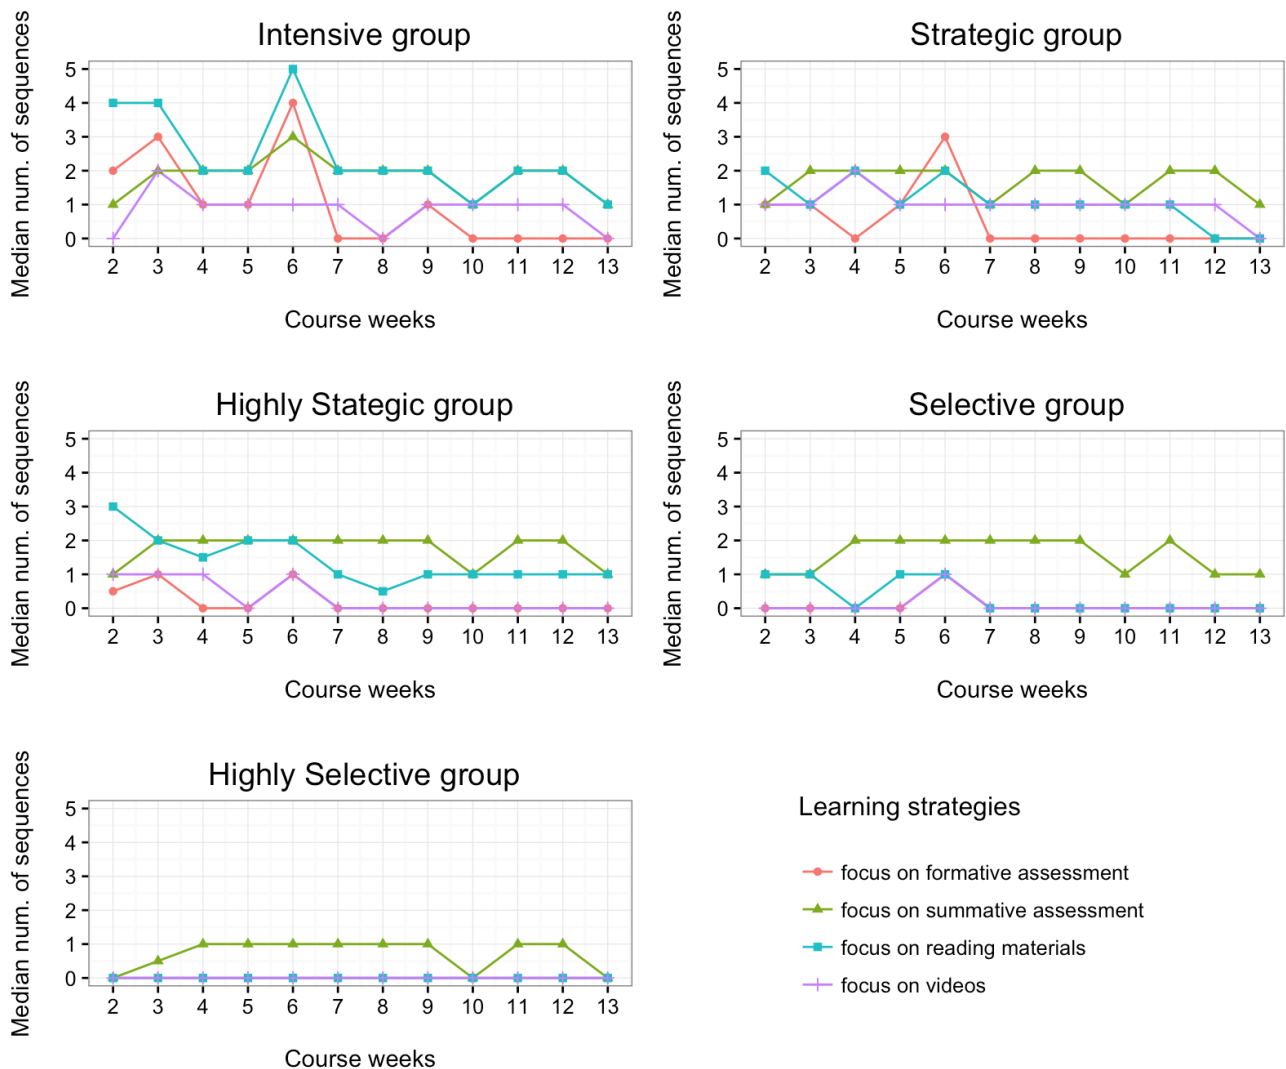 Intensive group
Median num. of sequences
5
4
3
2
1
0
2 3 4 5 6 7 8 9 10 11 12 13
Course weeks
Strategic group
Median num. of sequences
5
4
3
2
1
0
2 3 4 5 6 7 8 9 10 11 12 13
Course weeks
Highly Stategic group
Median num. of sequences
5
4
3
2
1
0
2 3 4 5 6 7 8 9 10 11 12 13
Course weeks
Selective group
Median num. of sequences
5
4
3
2
1
0
2 3 4 5 6 7 8 9 10 11 12 13
Course weeks
Highly Selective group
Median num. of sequences
5
4
3
2
1
0
2 3 4 5 6 7 8 9 10 11 12 13
Course weeks
Learning strategies
focus on formative assessment
focus on summative assessment
focus on reading materials
focus on videos